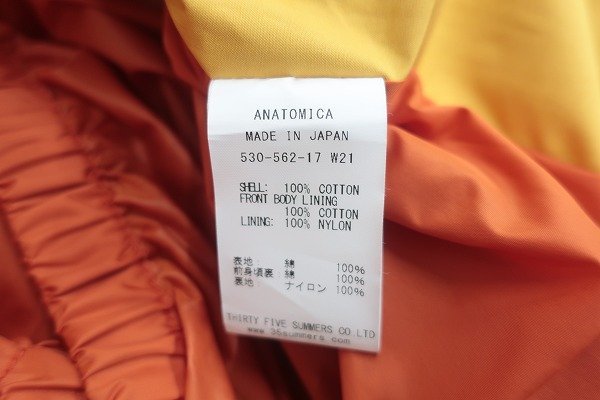 ANATOMICA
MADE IN JAPAN
530-562-17 W21
SHELL: 100% COTTON
FRONT BODY LINING
100% COTTON
LINING: 100% NYLON
表地: 綿 100%
前身頃裏 綿 100%
裏地: ナイロン 100%
THIRTY FIVE SUMMERS CO.LTD
www.35summers.com